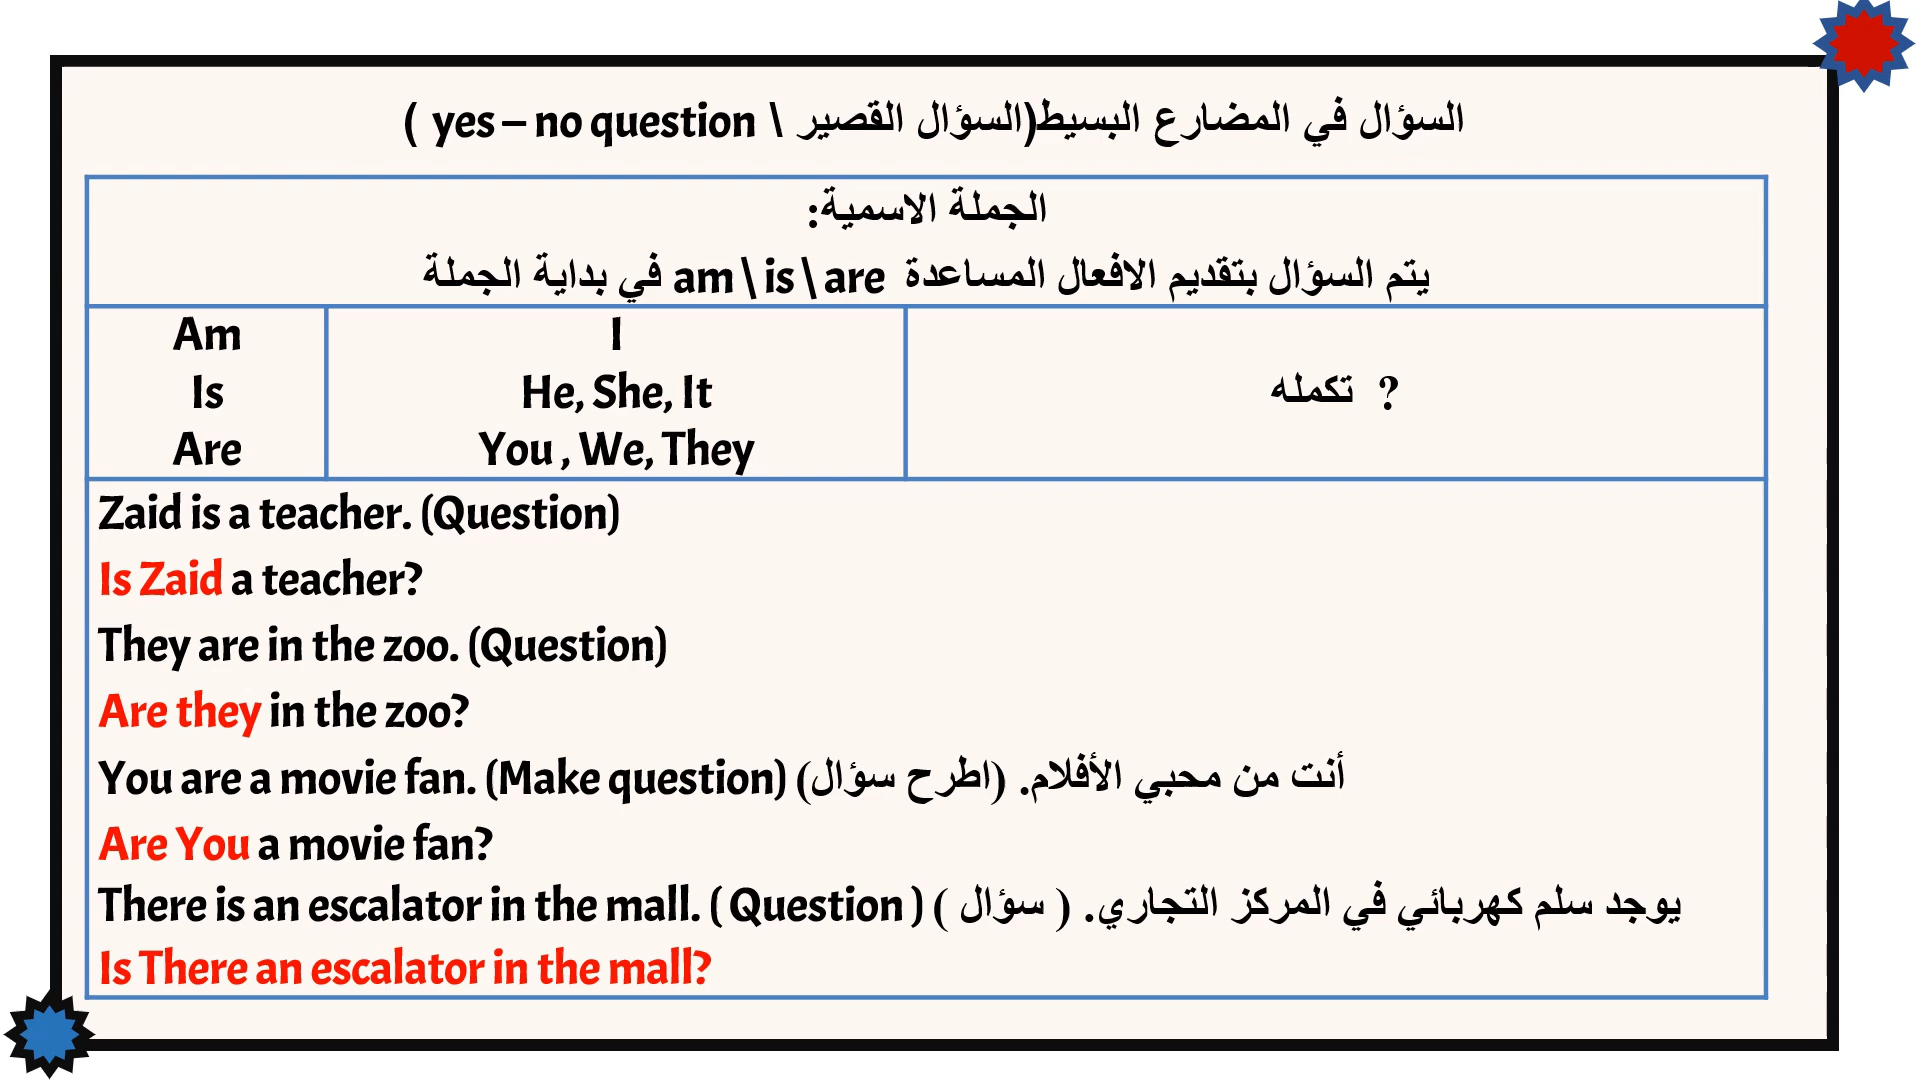 السؤال في المضارع البسيط(السؤال القصير \ yes – no question )
الجملة الاسمية:
يتم السؤال بتقديم الافعال المساعدة am \ is \ are في بداية الجملة
Am
Is
Are
I
He, She, It
You , We, They
تكمله ?
Zaid is a teacher. (Question)
Is Zaid a teacher?
They are in the zoo. (Question)
Are they in the zoo?
You are a movie fan. (Make question) أنت من محبي الأفلام. (اطرح سؤال)
Are You a movie fan?
There is an escalator in the mall. ( Question ) يوجد سلم كهربائي في المركز التجاري. ( سؤال )
Is There an escalator in the mall?